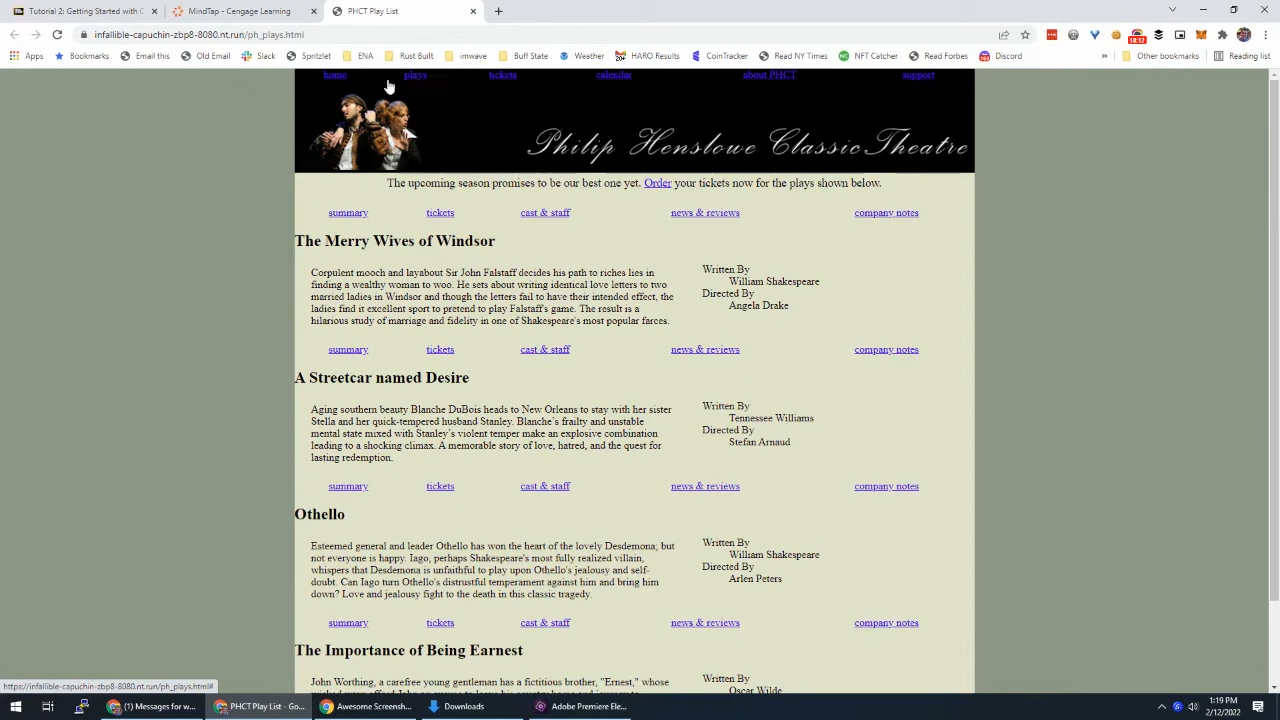 Tutorial 2: Getting Started with C
MindTap - Cengage Learning
PHCT Play List
infallible-capuchin-zbp8-8080.nt.run/ph_plays.html
18:12
Apps
Bookmarks
Email this
Old Email
Slack
Spritzlet
ENA
Rust Built
imwave
Buff State
Weather
HARO Results
CoinTracker
Read NY Times
NFT Catcher
Read Forbes
Discord
Other bookmarks
Reading list
home plays tickets calendar about PHCT support
Philip Henslowe Classic Theatre
The upcoming season promises to be our best one yet. Order your tickets now for the plays shown below.
summary tickets cast & staff news & reviews company notes
The Merry Wives of Windsor
Corpulent mooch and layabout Sir John Falstaff decides his path to riches lies in
finding a wealthy woman to woo. He sets about writing identical love letters to two
married ladies in Windsor and though the letters fail to have their intended effect, the
ladies find it excellent sport to pretend to play Falstaff's game. The result is a
hilarious study of marriage and fidelity in one of Shakespeare's most popular farces.
Written By
William Shakespeare
Directed By
Angela Drake
summary tickets cast & staff news & reviews company notes
A Streetcar named Desire
Aging southern beauty Blanche DuBois heads to New Orleans to stay with her sister
Stella and her quick-tempered husband Stanley. Blanche's frailty and unstable
mental state mixed with Stanley's violent temper make an explosive combination
leading to a shocking climax. A memorable story of love, hatred, and the quest for
lasting redemption.
Written By
Tennessee Williams
Directed By
Stefan Arnaud
summary tickets cast & staff news & reviews company notes
Othello
Esteemed general and leader Othello has won the heart of the lovely Desdemona; but
not everyone is happy. Iago, perhaps Shakespeare's most fully realized villain,
whispers that Desdemona is unfaithful to play upon Othello's jealousy and self-
doubt. Can Iago turn Othello's distrustful temperament against him and bring him
down? Love and jealousy fight to the death in this classic tragedy.
Written By
William Shakespeare
Directed By
Arlen Peters
summary tickets cast & staff news & reviews company notes
The Importance of Being Earnest
John Worthing, a carefree young gentleman has a fictitious brother, "Ernest," whose
Written By
Oscar Wilde
https://infallible-capuchin-zbp8-8080.nt.run/ph_plays.html#
(1) Messages for w...
PHCT Play List - Go...
Awesome Screensh...
Downloads
Adobe Premiere Ele...
1:19 PM
2/12/2022